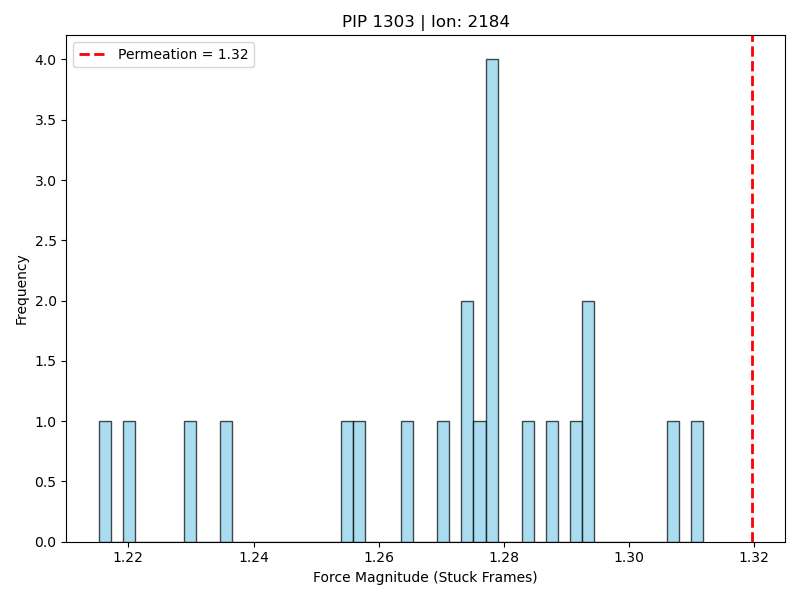 PIP 1303 | Ion: 2184
Permeation = 1.32
4.0
3.5
3.0
2.5
2.0
1.5
1.0
0.5
0.0
Frequency
1.22 1.24 1.26 1.28 1.30 1.32
Force Magnitude (Stuck Frames)